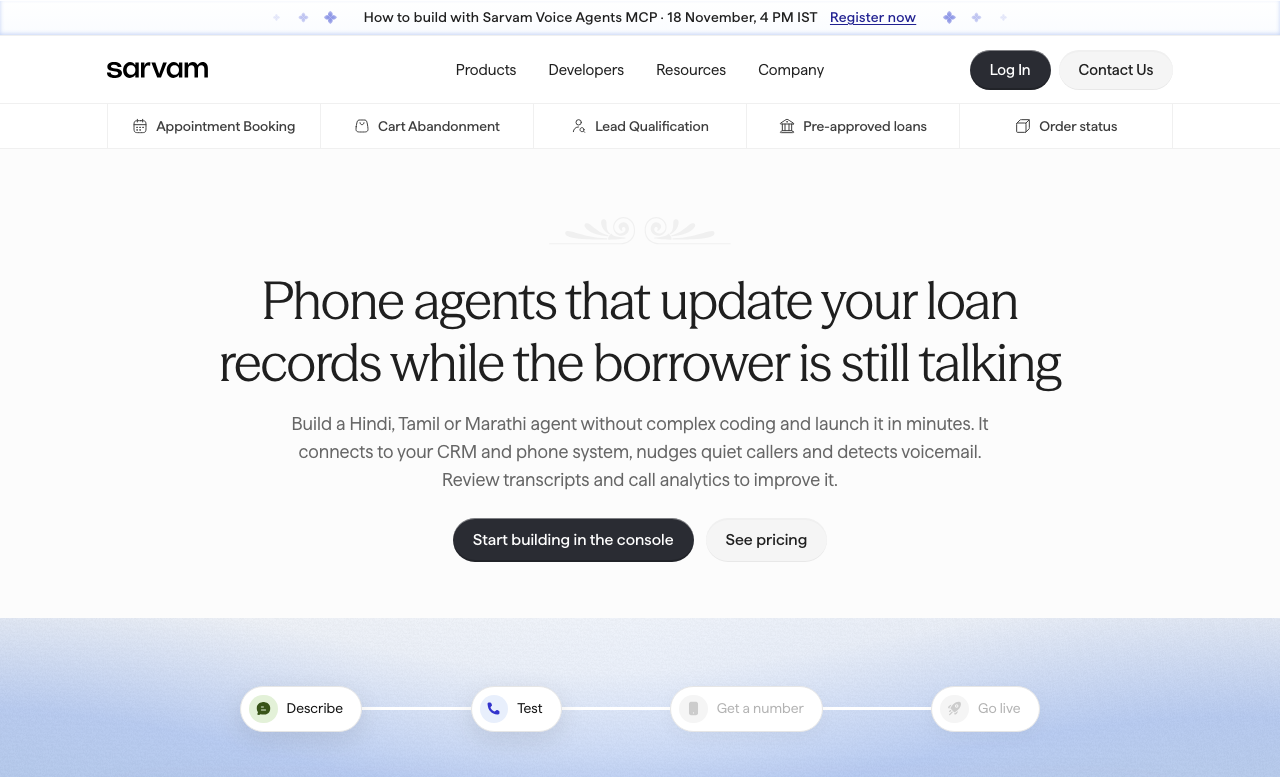 How to build with Sarvam Voice Agents MCP · 18 November, 4 PM IST Register now
sarvam
Products Developers Resources Company
Log In Contact Us
Appointment Booking Cart Abandonment Lead Qualification Pre-approved loans Order status
Phone agents that update your loan
records while the borrower is still talking
Build a Hindi, Tamil or Marathi agent without complex coding and launch it in minutes. It
connects to your CRM and phone system, nudges quiet callers and detects voicemail.
Review transcripts and call analytics to improve it.
Start building in the console See pricing
Describe Test Get a number Go live